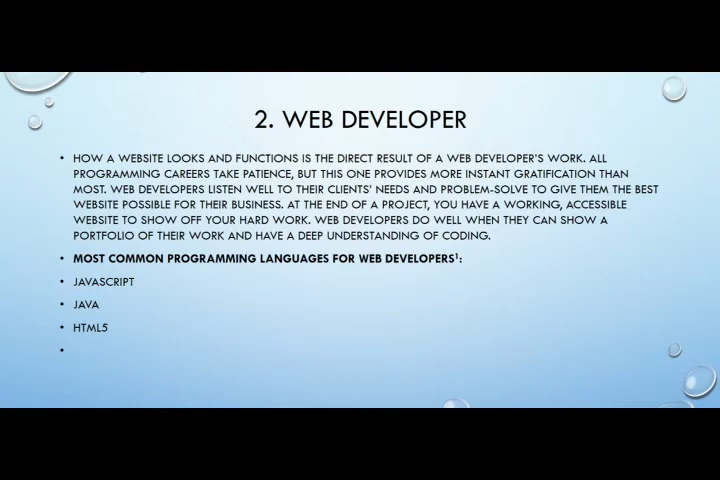 2. WEB DEVELOPER
• HOW A WEBSITE LOOKS AND FUNCTIONS IS THE DIRECT RESULT OF A WEB DEVELOPER'S WORK. ALL
PROGRAMMING CAREERS TAKE PATIENCE, BUT THIS ONE PROVIDES MORE INSTANT GRATIFICATION THAN
MOST. WEB DEVELOPERS LISTEN WELL TO THEIR CLIENTS' NEEDS AND PROBLEM-SOLVE TO GIVE THEM THE BEST
WEBSITE POSSIBLE FOR THEIR BUSINESS. AT THE END OF A PROJECT, YOU HAVE A WORKING, ACCESSIBLE
WEBSITE TO SHOW OFF YOUR HARD WORK. WEB DEVELOPERS DO WELL WHEN THEY CAN SHOW A
PORTFOLIO OF THEIR WORK AND HAVE A DEEP UNDERSTANDING OF CODING.
• MOST COMMON PROGRAMMING LANGUAGES FOR WEB DEVELOPERS¹:
• JAVASCRIPT
• JAVA
• HTML5
•